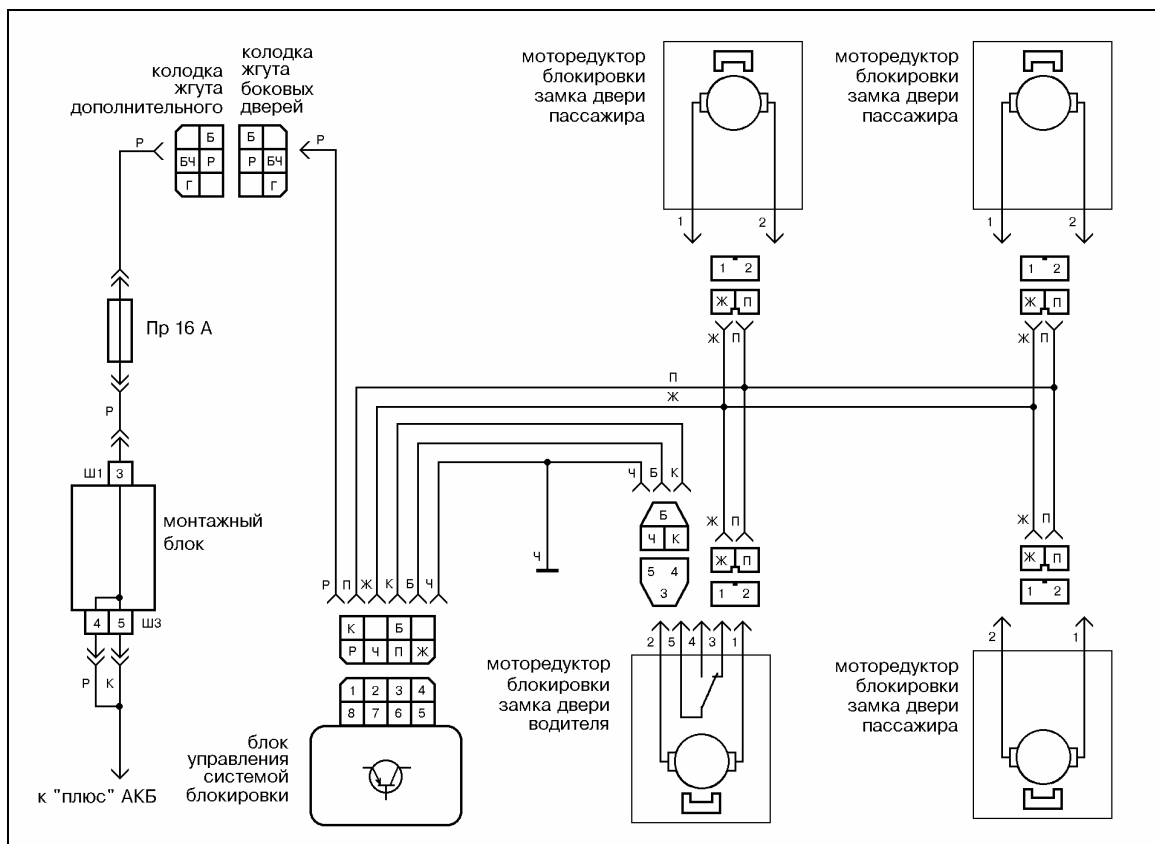 колодка
жгута
дополнительного
колодка
жгута
боковых
дверей
Р
Б
БЧ Р
Г
Б
Р БЧ
Г
Р
Пр 16 А
Р
Ш1 3
монтажный
блок
4 5 Ш3
Р К
к "плюс" АКБ
моторедуктор
блокировки
замка двери
пассажира
1 2
1 2
Ж П
Ж П
моторедуктор
блокировки
замка двери
пассажира
1 2
1 2
Ж П
Ж П
П
Ж
Ч Б К
Б
Ч К
5 4
3
Ж П
Ж П
1 2
2 5 4 3 1
моторедуктор
блокировки
замка двери
водителя
Ж П
Ж П
1 2
2 1
моторедуктор
блокировки
замка двери
пассажира
Ч
Р П Ж К Б Ч
К Б
Р Ч П Ж
1 2 3 4
8 7 6 5
блок
управления
системой
блокировки